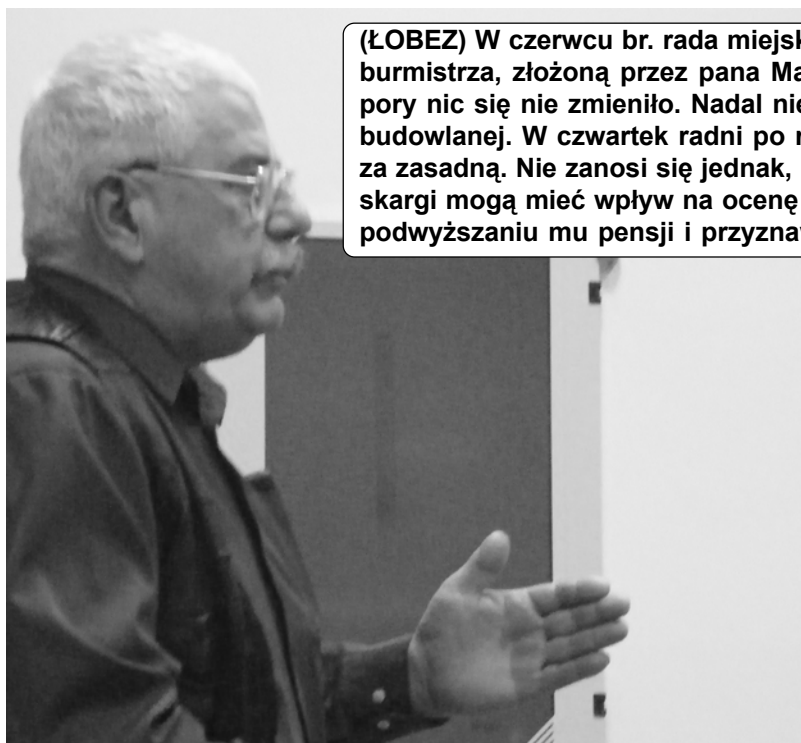 (ŁOBEZ) W czerwcu br. rada miejsk
burmistrza, złożoną przez pana Ma
pory nic się nie zmieniło. Nadal nie
budowlanej. W czwartek radni po
za zasadną. Nie zanosi się jednak,
skargi mogą mieć wpływ na ocenę
podwyższaniu mu pensji i przyznaw